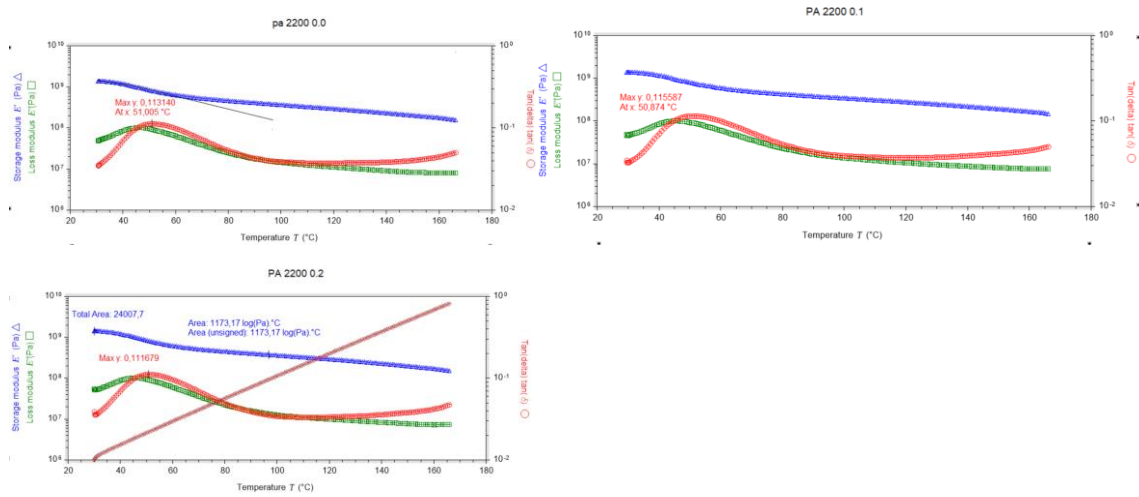 pa 2200 0.0
10¹⁰
10⁹
10⁸
10⁷
10⁶
Storage modulus E' (Pa) △
Loss modulus E''(Pa) □
Max y: 0,113140
At x: 51,005 °C
10⁰
10⁻¹
10⁻²
Tan(delta) tan(δ) ○
20 40 60 80 100 120 140 160 180
Temperature T (°C)
PA 2200 0.1
10¹⁰
10⁹
10⁸
10⁷
10⁶
Storage modulus E' (Pa) △
Loss modulus E''(Pa) □
Max y: 0,115587
At x: 50,874 °C
10⁰
10⁻¹
10⁻²
Tan(delta) tan(δ) ○
20 40 60 80 100 120 140 160 180
Temperature T (°C)
PA 2200 0.2
10¹⁰
10⁹
10⁸
10⁷
10⁶
Storage modulus E' (Pa) △
Loss modulus E''(Pa) □
Total Area: 24007,7
Area: 1173,17 log(Pa).°C
Area (unsigned): 1173,17 log(Pa).°C
Max y: 0,111679
10⁰
10⁻¹
10⁻²
Tan(delta) tan(δ) ○
20 40 60 80 100 120 140 160 180
Temperature T (°C)